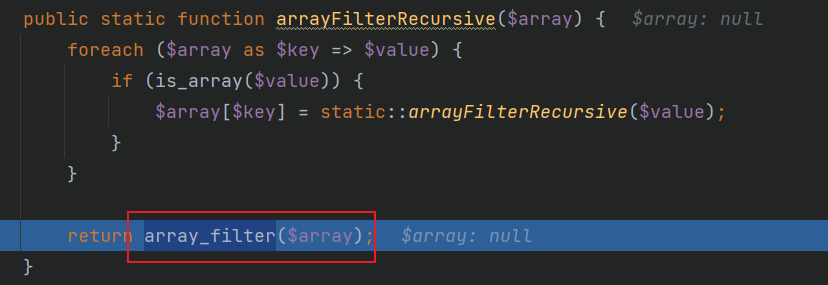 public static function arrayFilterRecursive($array) {   $array: null
    foreach ($array as $key => $value) {
        if (is_array($value)) {
            $array[$key] = static::arrayFilterRecursive($value);
        }
    }
    return array_filter($array);   $array: null
}